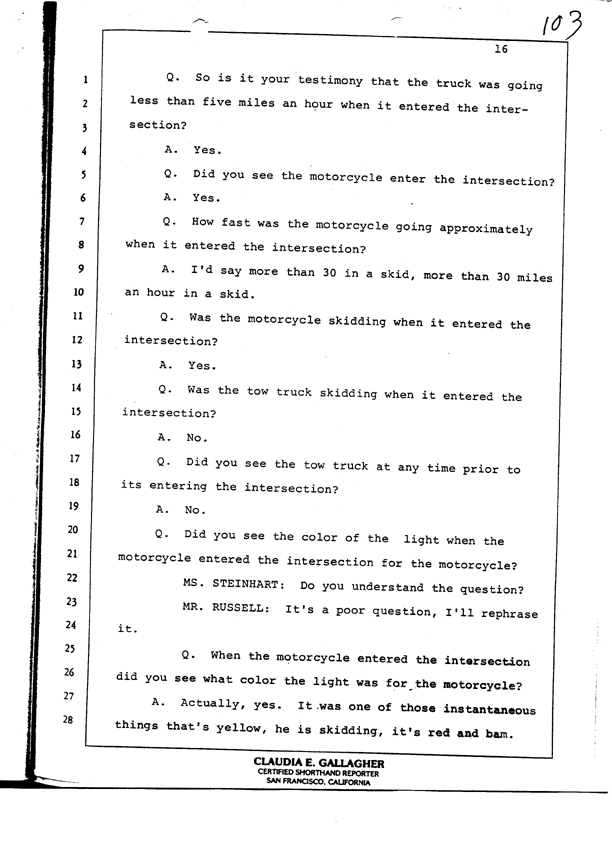 103
16
1 Q. So is it your testimony that the truck was going
2 less than five miles an hour when it entered the inter-
3 section?
4 A. Yes.
5 Q. Did you see the motorcycle enter the intersection?
6 A. Yes.
7 Q. How fast was the motorcycle going approximately
8 when it entered the intersection?
9 A. I'd say more than 30 in a skid, more than 30 miles
10 an hour in a skid.
11 Q. Was the motorcycle skidding when it entered the
12 intersection?
13 A. Yes.
14 Q. Was the tow truck skidding when it entered the
15 intersection?
16 A. No.
17 Q. Did you see the tow truck at any time prior to
18 its entering the intersection?
19 A. No.
20 Q. Did you see the color of the light when the
21 motorcycle entered the intersection for the motorcycle?
22 MS. STEINHART: Do you understand the question?
23 MR. RUSSELL: It's a poor question, I'll rephrase
24 it.
25 Q. When the motorcycle entered the intersection
26 did you see what color the light was for the motorcycle?
27 A. Actually, yes. It was one of those instantaneous
28 things that's yellow, he is skidding, it's red and bam.
CLAUDIA E. GALLAGHER
CERTIFIED SHORTHAND REPORTER
SAN FRANCISCO, CALIFORNIA